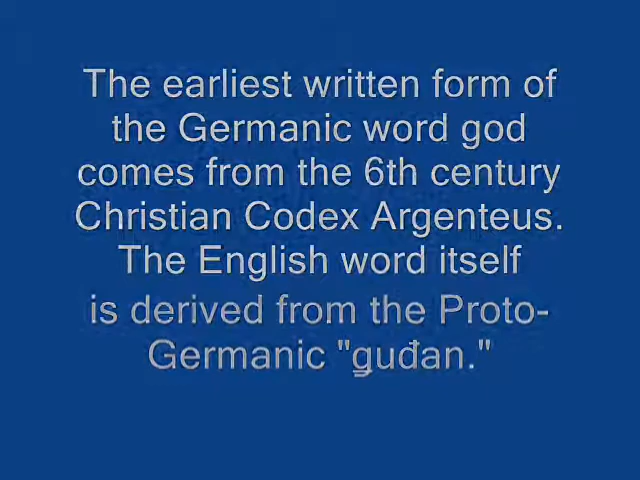 The earliest written form of
the Germanic word god
comes from the 6th century
Christian Codex Argenteus.
The English word itself
is derived from the Proto-
Germanic "g̲uđan."